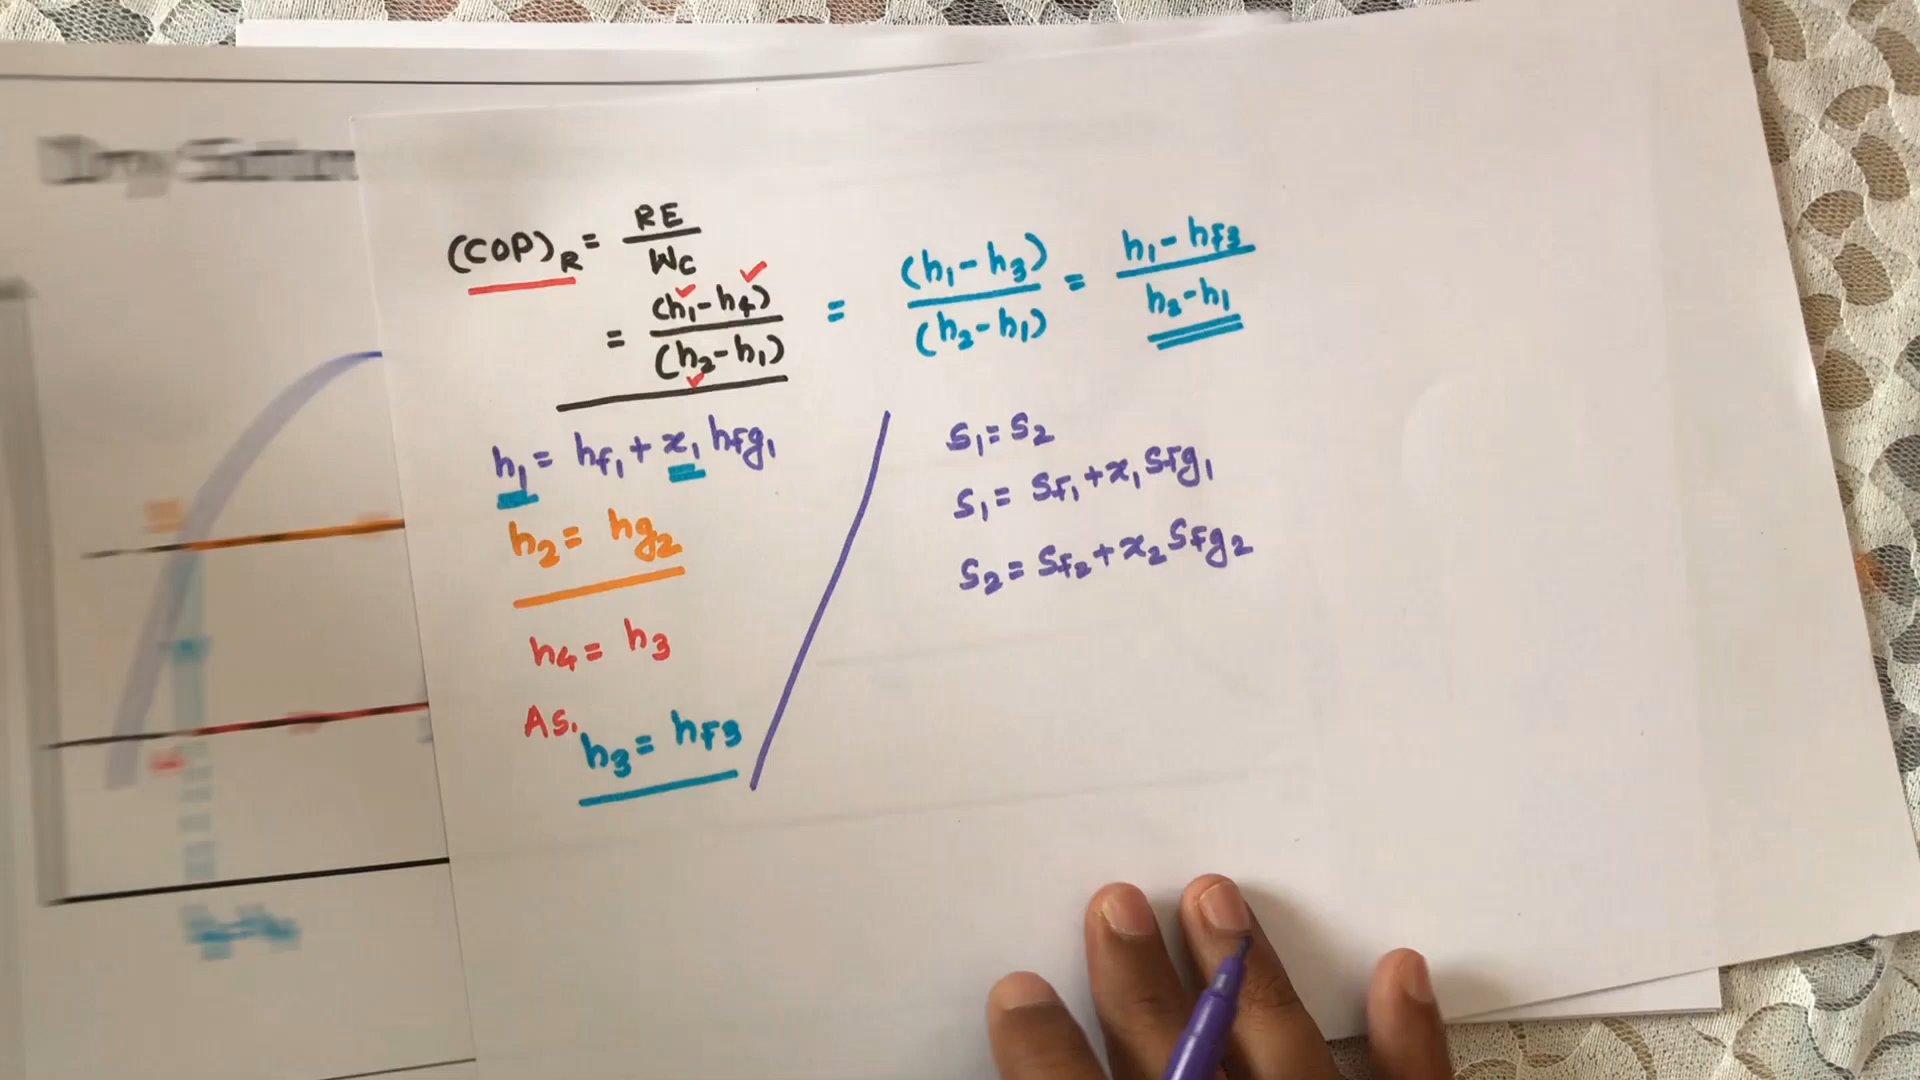 (COP)R = RE / Wc
= (h1-h4) / (h2-h1) = (h1-h3) / (h2-h1) = h1-hf3 / h2-h1
h1 = hf1 + x1 hfg1
h2 = hg2
h4 = h3
As.
h3 = hf3
S1 = S2
S1 = Sf1 + x1 Sfg1
S2 = Sf2 + x2 Sfg2